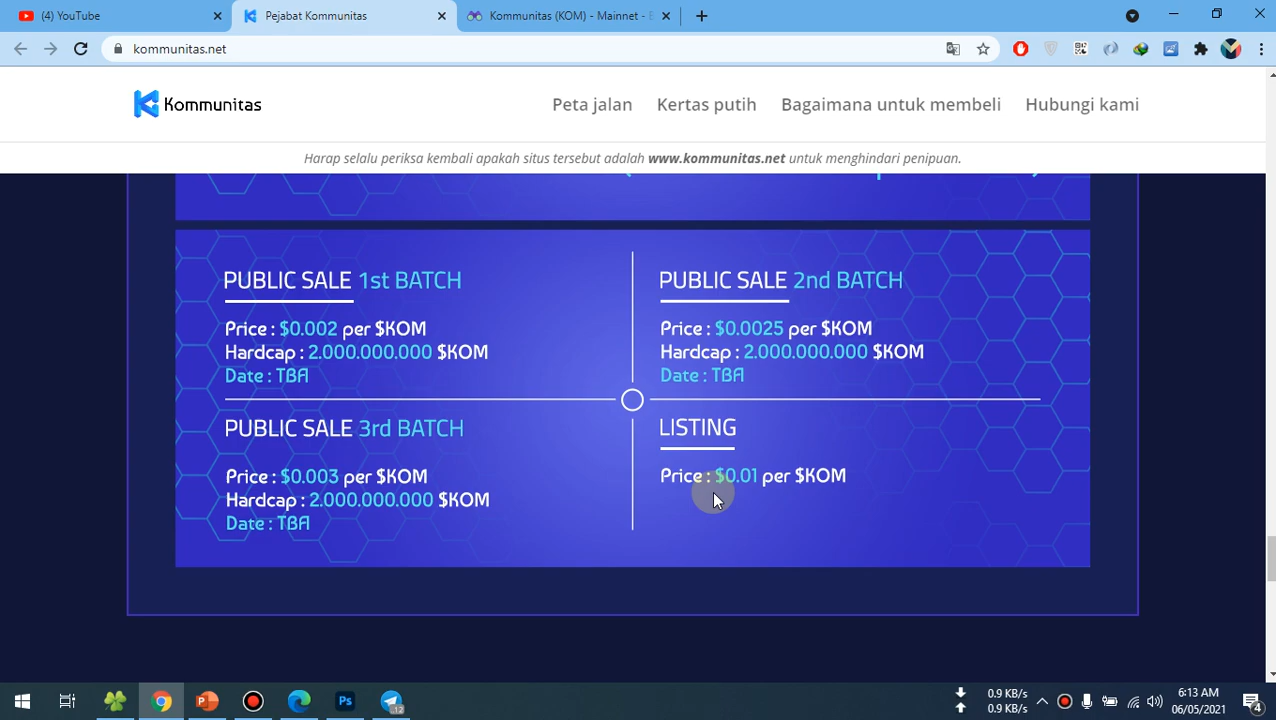 (4) YouTube
Pejabat Kommunitas
Kommunitas (KOM) - Mainnet -
kommunitas.net
Kommunitas
Peta jalan
Kertas putih
Bagaimana untuk membeli
Hubungi kami
Harap selalu periksa kembali apakah situs tersebut adalah www.kommunitas.net untuk menghindari penipuan.
PUBLIC SALE 1st BATCH
Price : $0.002 per $KOM
Hardcap : 2.000.000.000 $KOM
Date : TBA
PUBLIC SALE 2nd BATCH
Price : $0.0025 per $KOM
Hardcap : 2.000.000.000 $KOM
Date : TBA
PUBLIC SALE 3rd BATCH
Price : $0.003 per $KOM
Hardcap : 2.000.000.000 $KOM
Date : TBA
LISTING
Price : $0.01 per $KOM
Ps
12
0.9 KB/s
0.9 KB/s
6:13 AM
06/05/2021
4